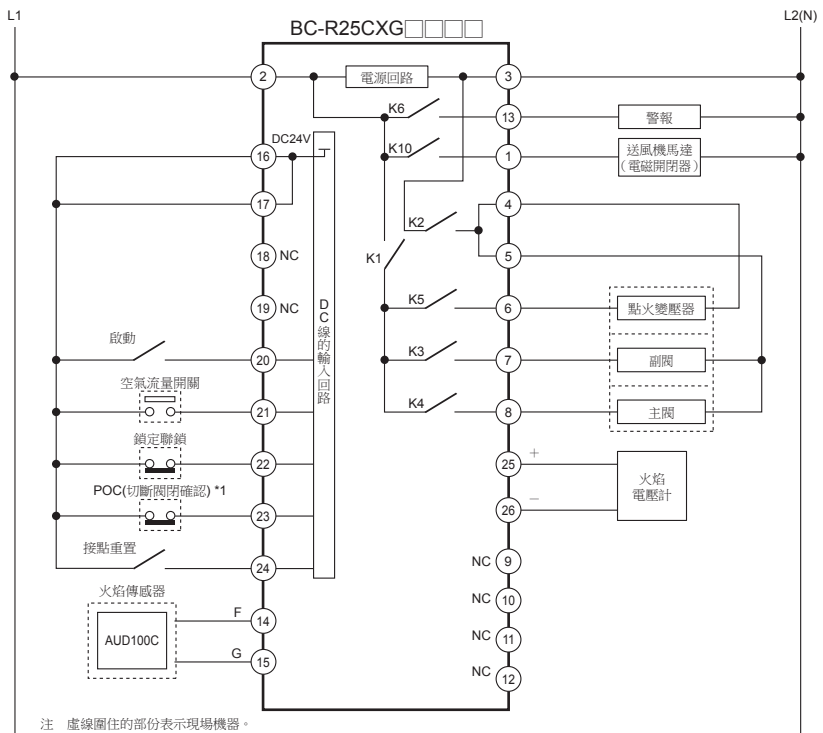 L1
L2(N)
BC-R25CXG□□□□
2
電源回路
3
K6
13
警報
DC24V
16
K10
1
送風機馬達
（電磁開閉器）
17
K2
4
18 NC
K1
5
19 NC
DC線的輸入回路
K5
6
點火變壓器
啟動
20
K3
7
副閥
空氣流量開關
21
K4
8
主閥
鎖定聯鎖
22
25
+
火焰
電壓計
POC(切斷閥閉確認) *1
23
26
−
接點重置
24
NC 9
火焰傳感器
NC 10
AUD100C
F
14
NC 11
G
15
NC 12
注 虛線圍住的部份表示現場機器。